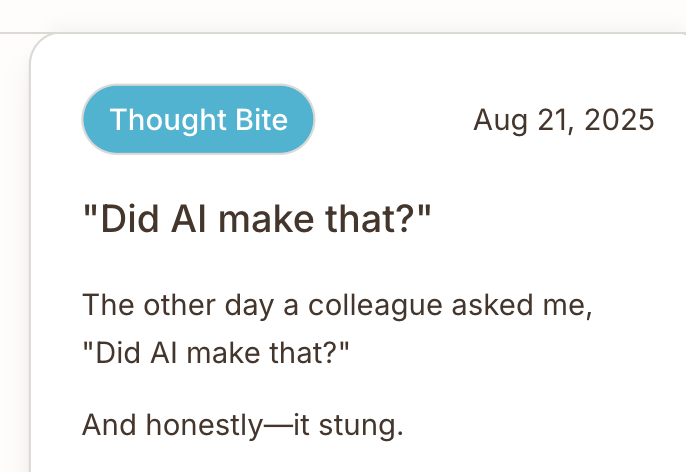 Thought Bite
Aug 21, 2025
"Did AI make that?"
The other day a colleague asked me,
"Did AI make that?"
And honestly—it stung.